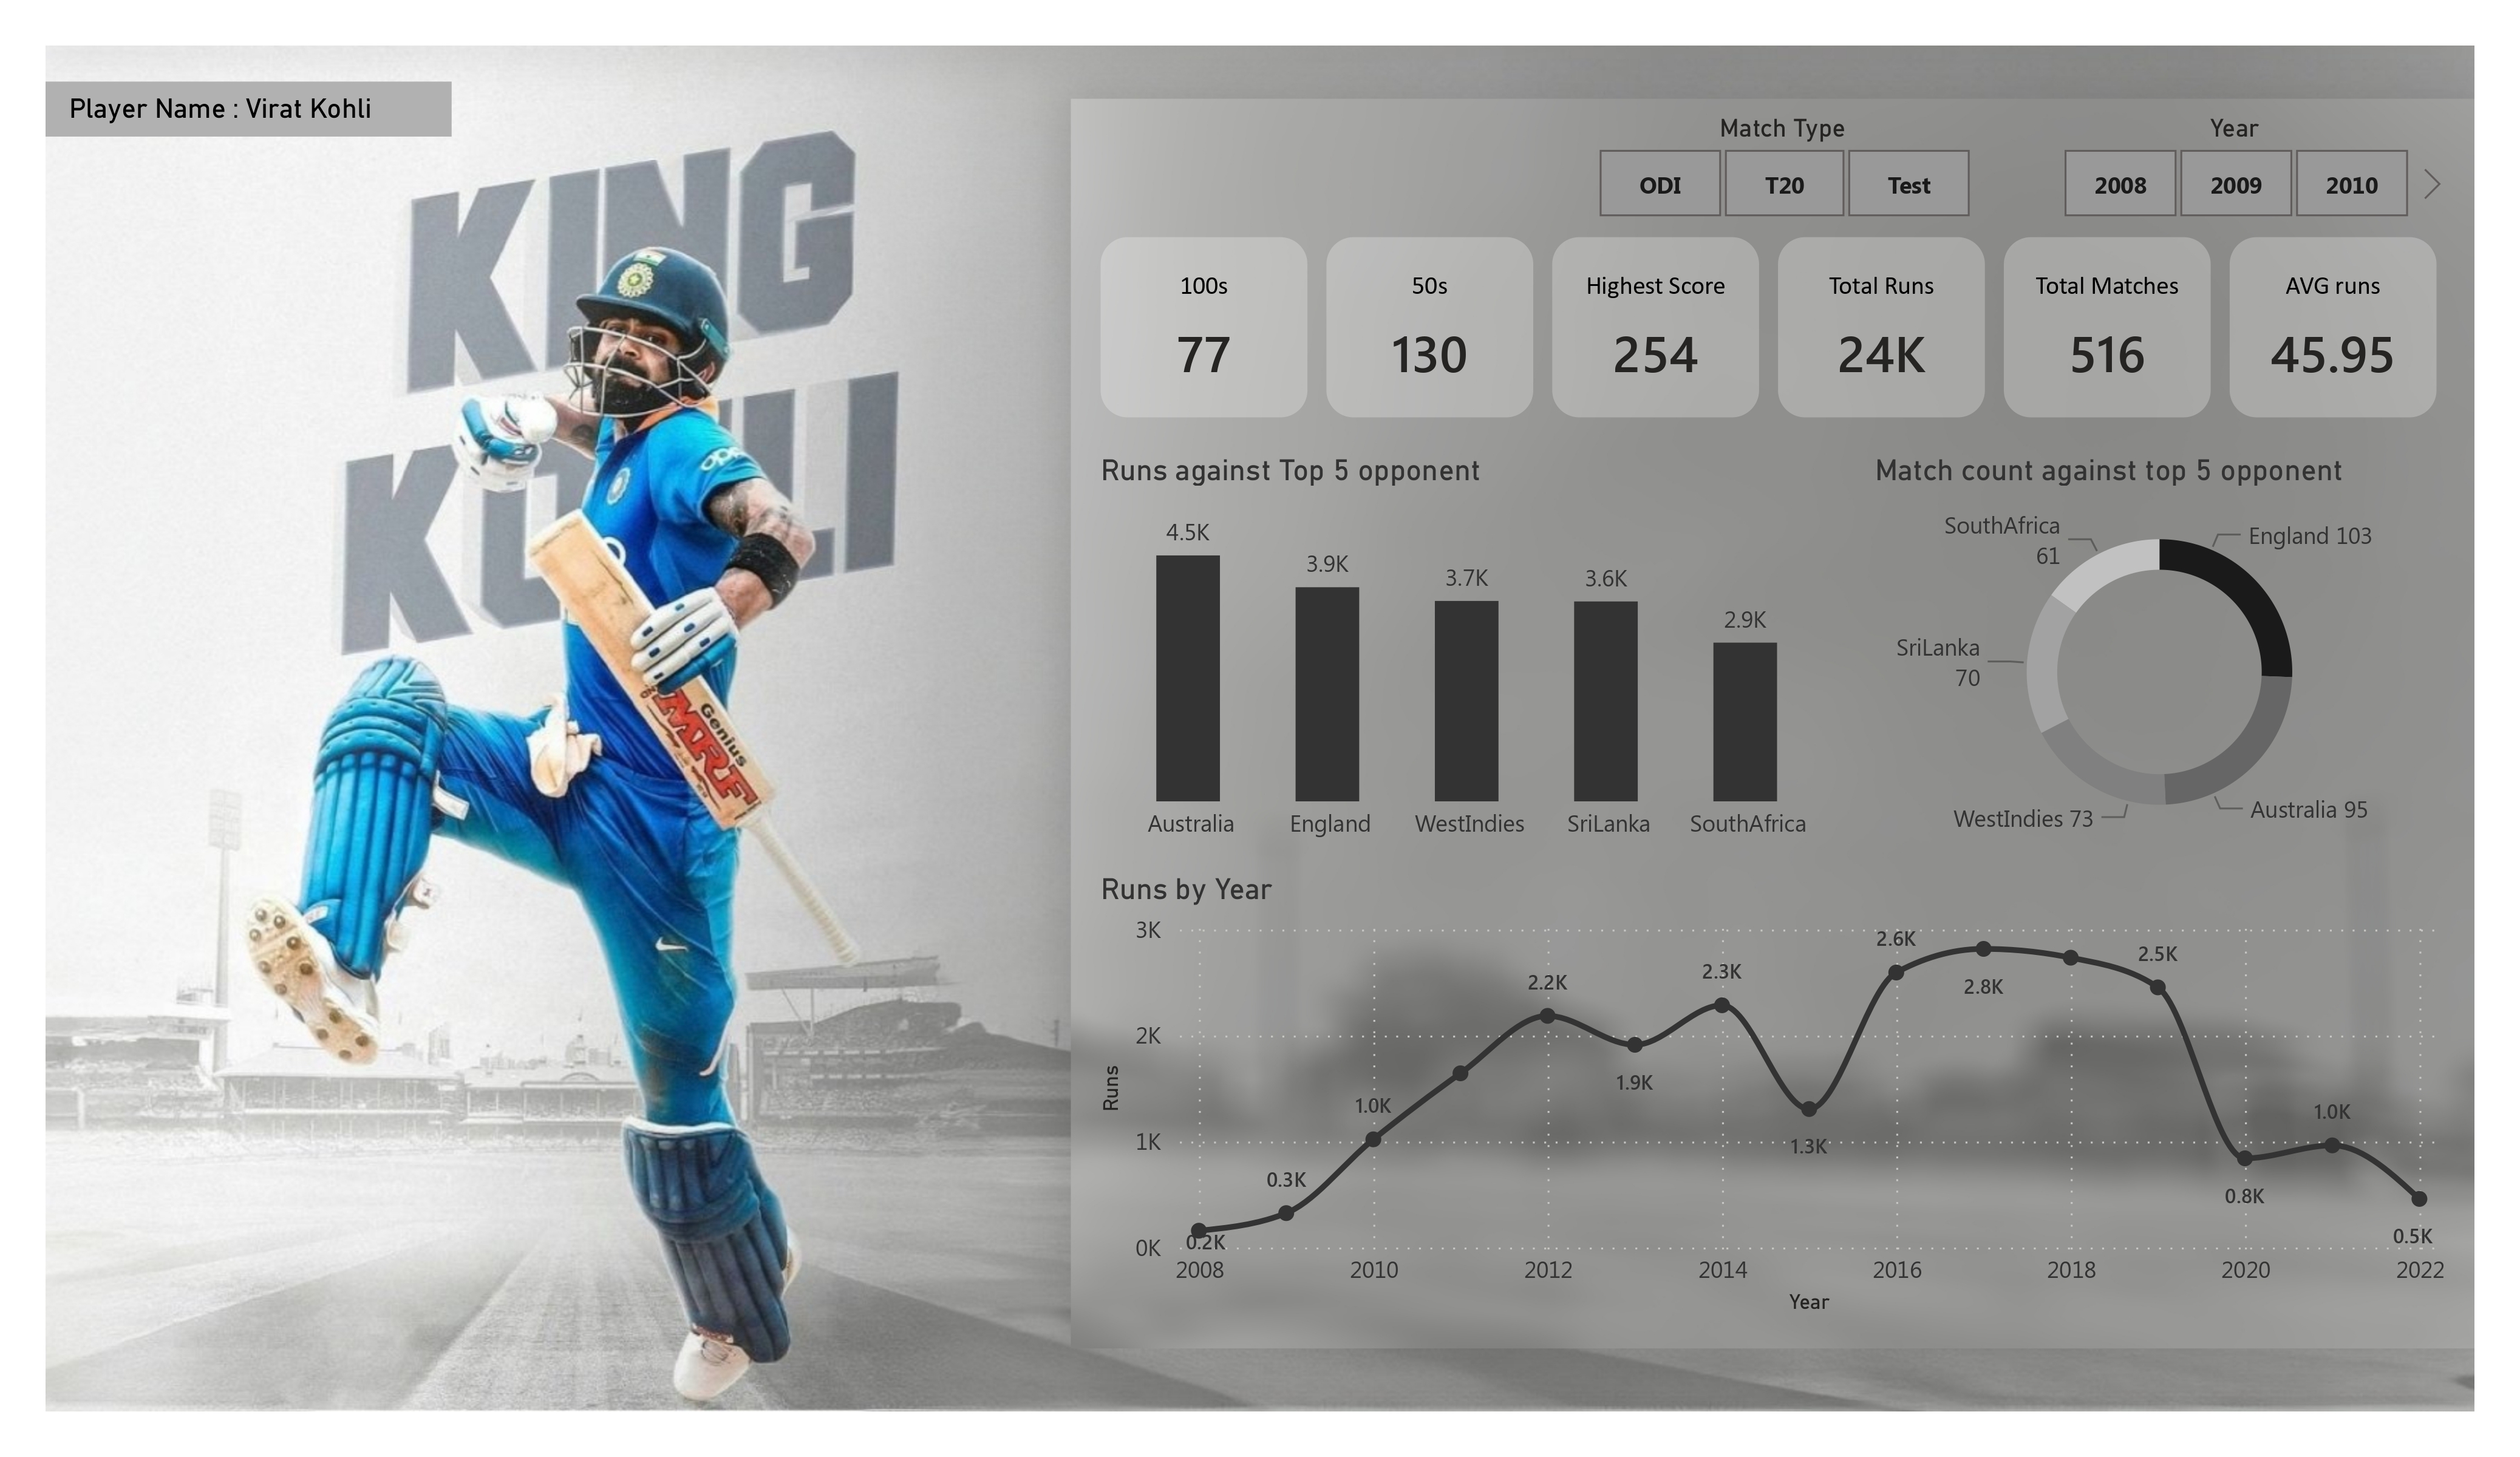 Player Name : Virat Kohli
KING
KOHLI
oppo
Genius
MRF
Match Type
Year
ODI
T20
Test
2008
2009
2010
100s
77
50s
130
Highest Score
254
Total Runs
24K
Total Matches
516
AVG runs
45.95
Runs against Top 5 opponent
4.5K
3.9K
3.7K
3.6K
2.9K
Australia
England
WestIndies
SriLanka
SouthAfrica
Match count against top 5 opponent
SouthAfrica
61
England 103
SriLanka
70
WestIndies 73
Australia 95
Runs by Year
3K
2K
1K
0K
Runs
0.2K
0.3K
1.0K
2.2K
1.9K
2.3K
1.3K
2.6K
2.8K
2.5K
0.8K
1.0K
0.5K
2008
2010
2012
2014
2016
2018
2020
2022
Year